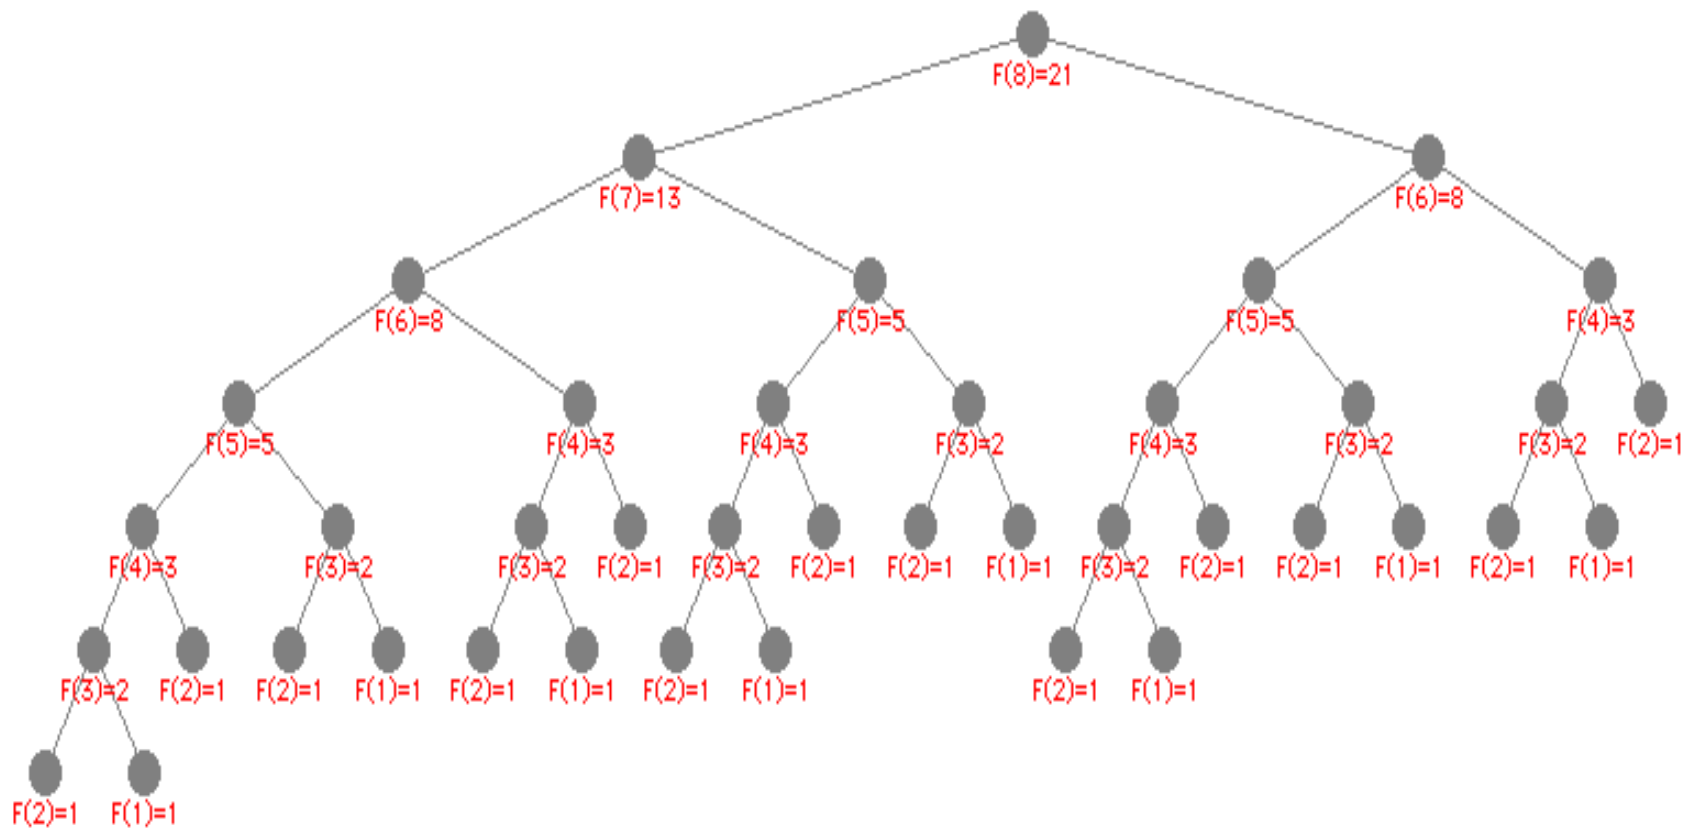 F(8)=21
F(7)=13 F(6)=8
F(6)=8 F(5)=5 F(5)=5 F(4)=3
F(5)=5 F(4)=3 F(4)=3 F(3)=2 F(4)=3 F(3)=2 F(3)=2 F(2)=1
F(4)=3 F(3)=2 F(3)=2 F(2)=1 F(3)=2 F(2)=1 F(2)=1 F(1)=1 F(3)=2 F(2)=1 F(2)=1 F(1)=1 F(2)=1 F(1)=1
F(3)=2 F(2)=1 F(2)=1 F(1)=1 F(2)=1 F(1)=1 F(2)=1 F(1)=1 F(2)=1 F(1)=1
F(2)=1 F(1)=1